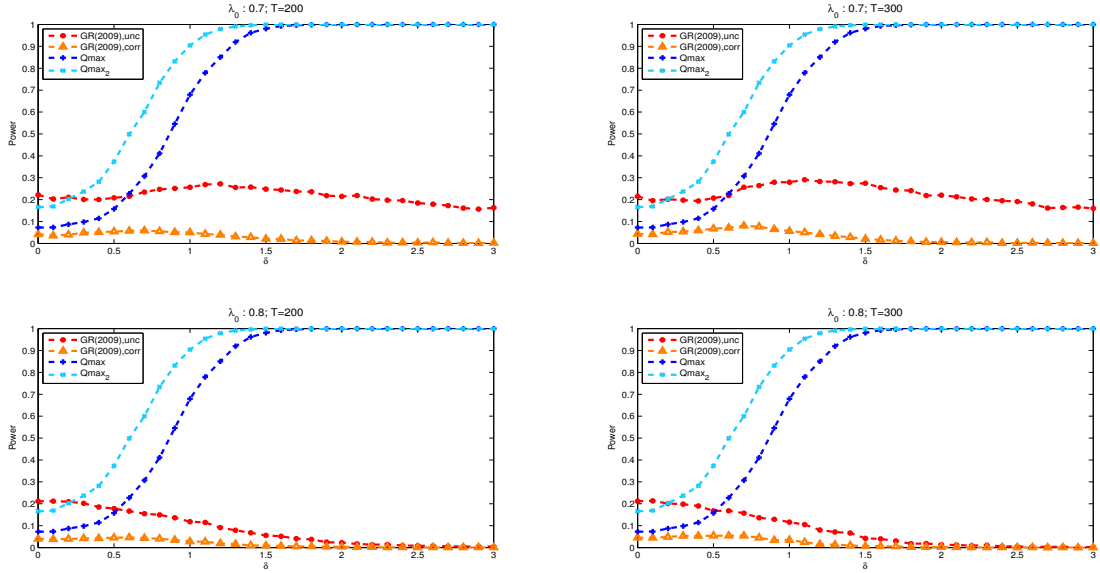 λ0 : 0.7; T=200
1
0.9
0.8
0.7
0.6
0.5
0.4
0.3
0.2
0.1
0
Power
GR(2009),unc
GR(2009),corr
Qmax
Qmax2
0 0.5 1 1.5 2 2.5 3
δ
λ0 : 0.7; T=300
1
0.9
0.8
0.7
0.6
0.5
0.4
0.3
0.2
0.1
0
Power
GR(2009),unc
GR(2009),corr
Qmax
Qmax2
0 0.5 1 1.5 2 2.5 3
δ
λ0 : 0.8; T=200
1
0.9
0.8
0.7
0.6
0.5
0.4
0.3
0.2
0.1
0
Power
GR(2009),unc
GR(2009),corr
Qmax
Qmax2
0 0.5 1 1.5 2 2.5 3
δ
λ0 : 0.8; T=300
1
0.9
0.8
0.7
0.6
0.5
0.4
0.3
0.2
0.1
0
Power
GR(2009),unc
GR(2009),corr
Qmax
Qmax2
0 0.5 1 1.5 2 2.5 3
δ